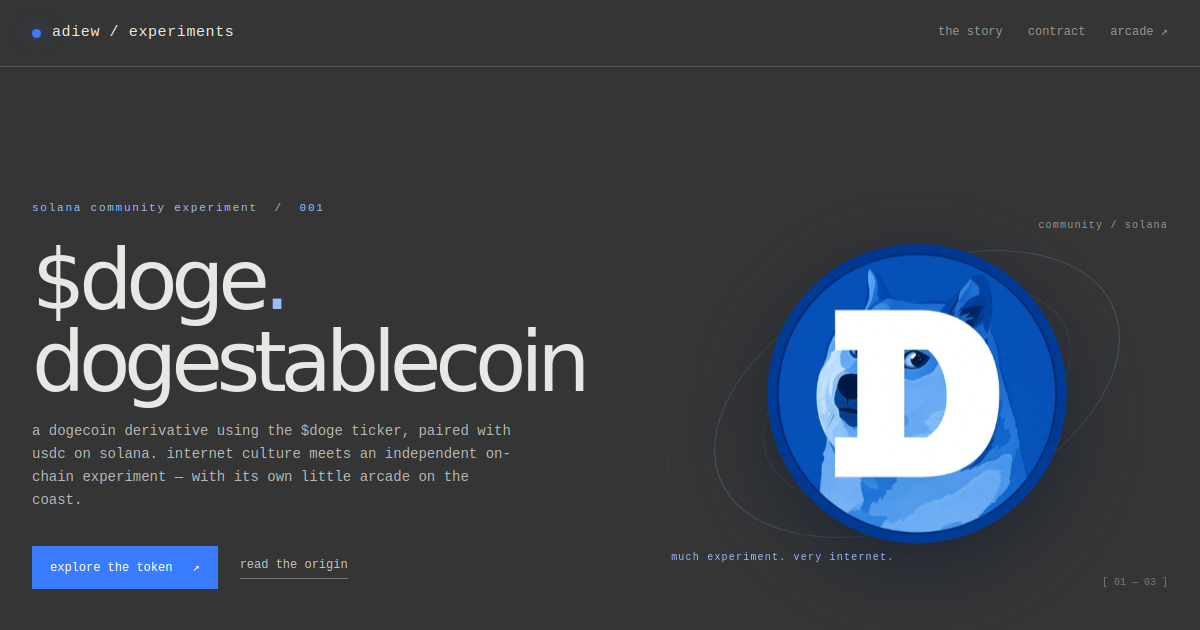 adiew / experiments
the story contract arcade ↗
solana community experiment / 001
$doge.
dogestablecoin
a dogecoin derivative using the $doge ticker, paired with
usdc on solana. internet culture meets an independent on-
chain experiment — with its own little arcade on the
coast.
explore the token ↗
read the origin
community / solana
D
much experiment. very internet.
[ 01 — 03 ]